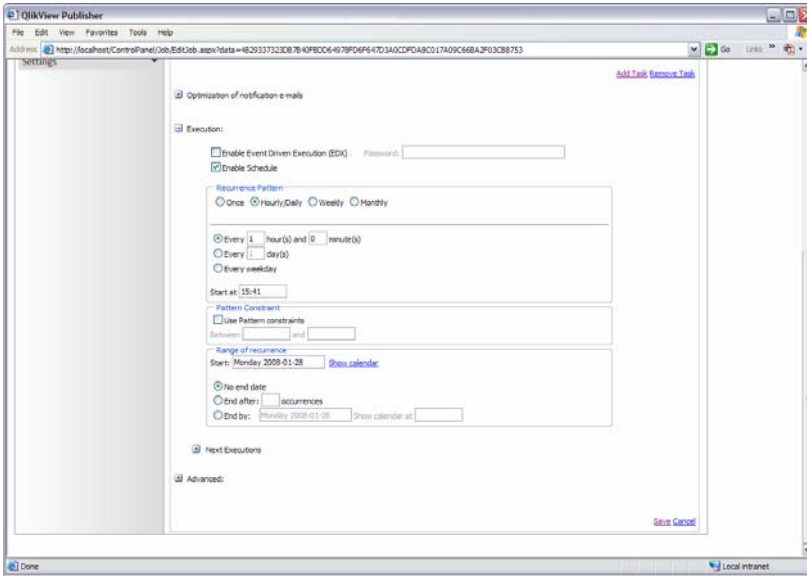 QlikView Publisher
File Edit View Favorites Tools Help
Address http://localhost/ControlPanel/Job/EditJob.aspx?data=4829337323DB7B40FBDD64978FD6F647D3A0CDFDA8C017A09C66BA2F03CB8753 Go Links »
Settings
Add Task Remove Task
Optimization of notification e-mails
Execution:
Enable Event Driven Execution (EDX) Password:
Enable Schedule
Recurrence Pattern
Once Hourly/Daily Weekly Monthly
Every 1 hour(s) and 0 minute(s)
Every 1 day(s)
Every weekday
Start at 15:41
Pattern Constraint
Use Pattern constraints
Between and
Range of recurrence
Start: Monday 2008-01-28 Show calendar
No end date
End after: occurrences
End by: Monday 2008-01-28 Show calendar at
Next Executions
Advanced:
Save Cancel
Done Local intranet